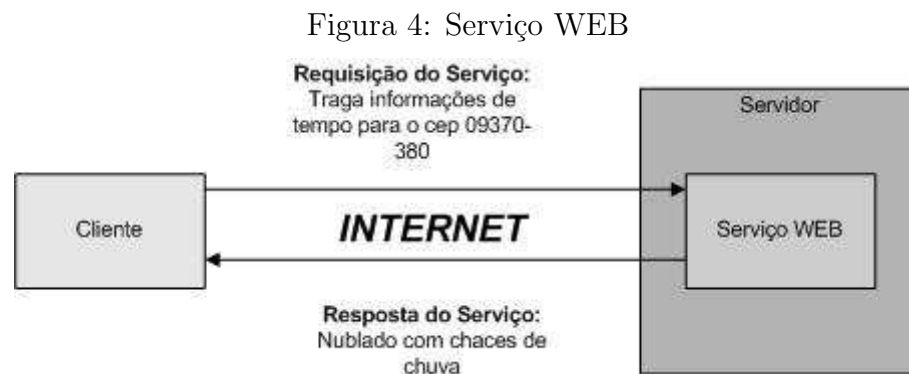 Figura 4: Serviço WEB
Requisição do Serviço:
Traga informações de
tempo para o cep 09370-
380
Servidor
Cliente
INTERNET
Serviço WEB
Resposta do Serviço:
Nublado com chaces de
chuva